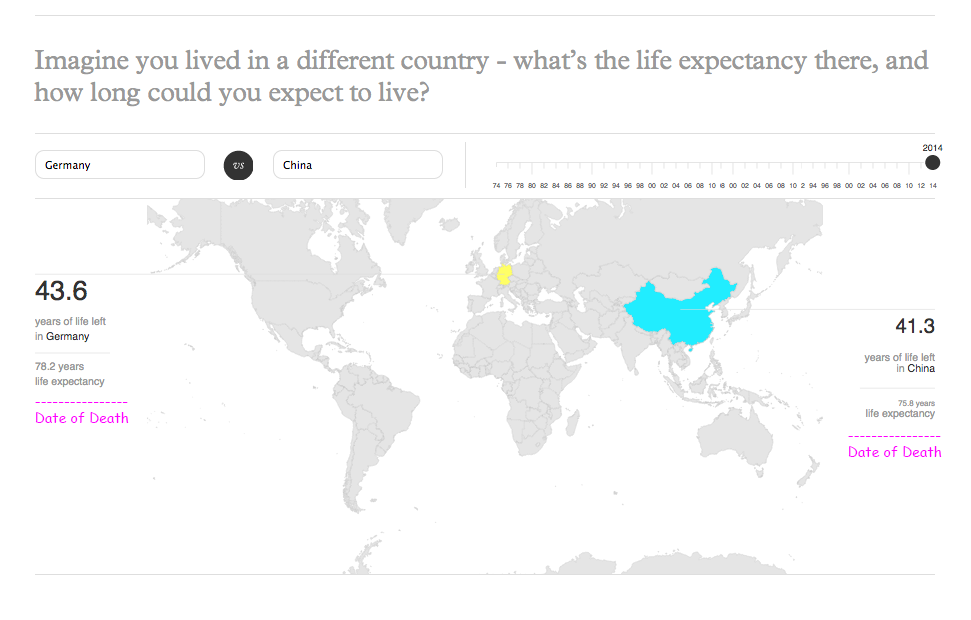 Imagine you lived in a different country - what's the life expectancy there, and
how long could you expect to live?
2014
Germany
vs
China
74 76 78 80 82 84 86 88 90 92 94 96 98 00 02 04 06 08 10 00 02 04 06 08 10 2 94 96 98 00 02 04 06 08 10 12 14
43.6
years of life left
in Germany
78.2 years
life expectancy
Date of Death
41.3
years of life left
in China
75.8 years
life expectancy
Date of Death